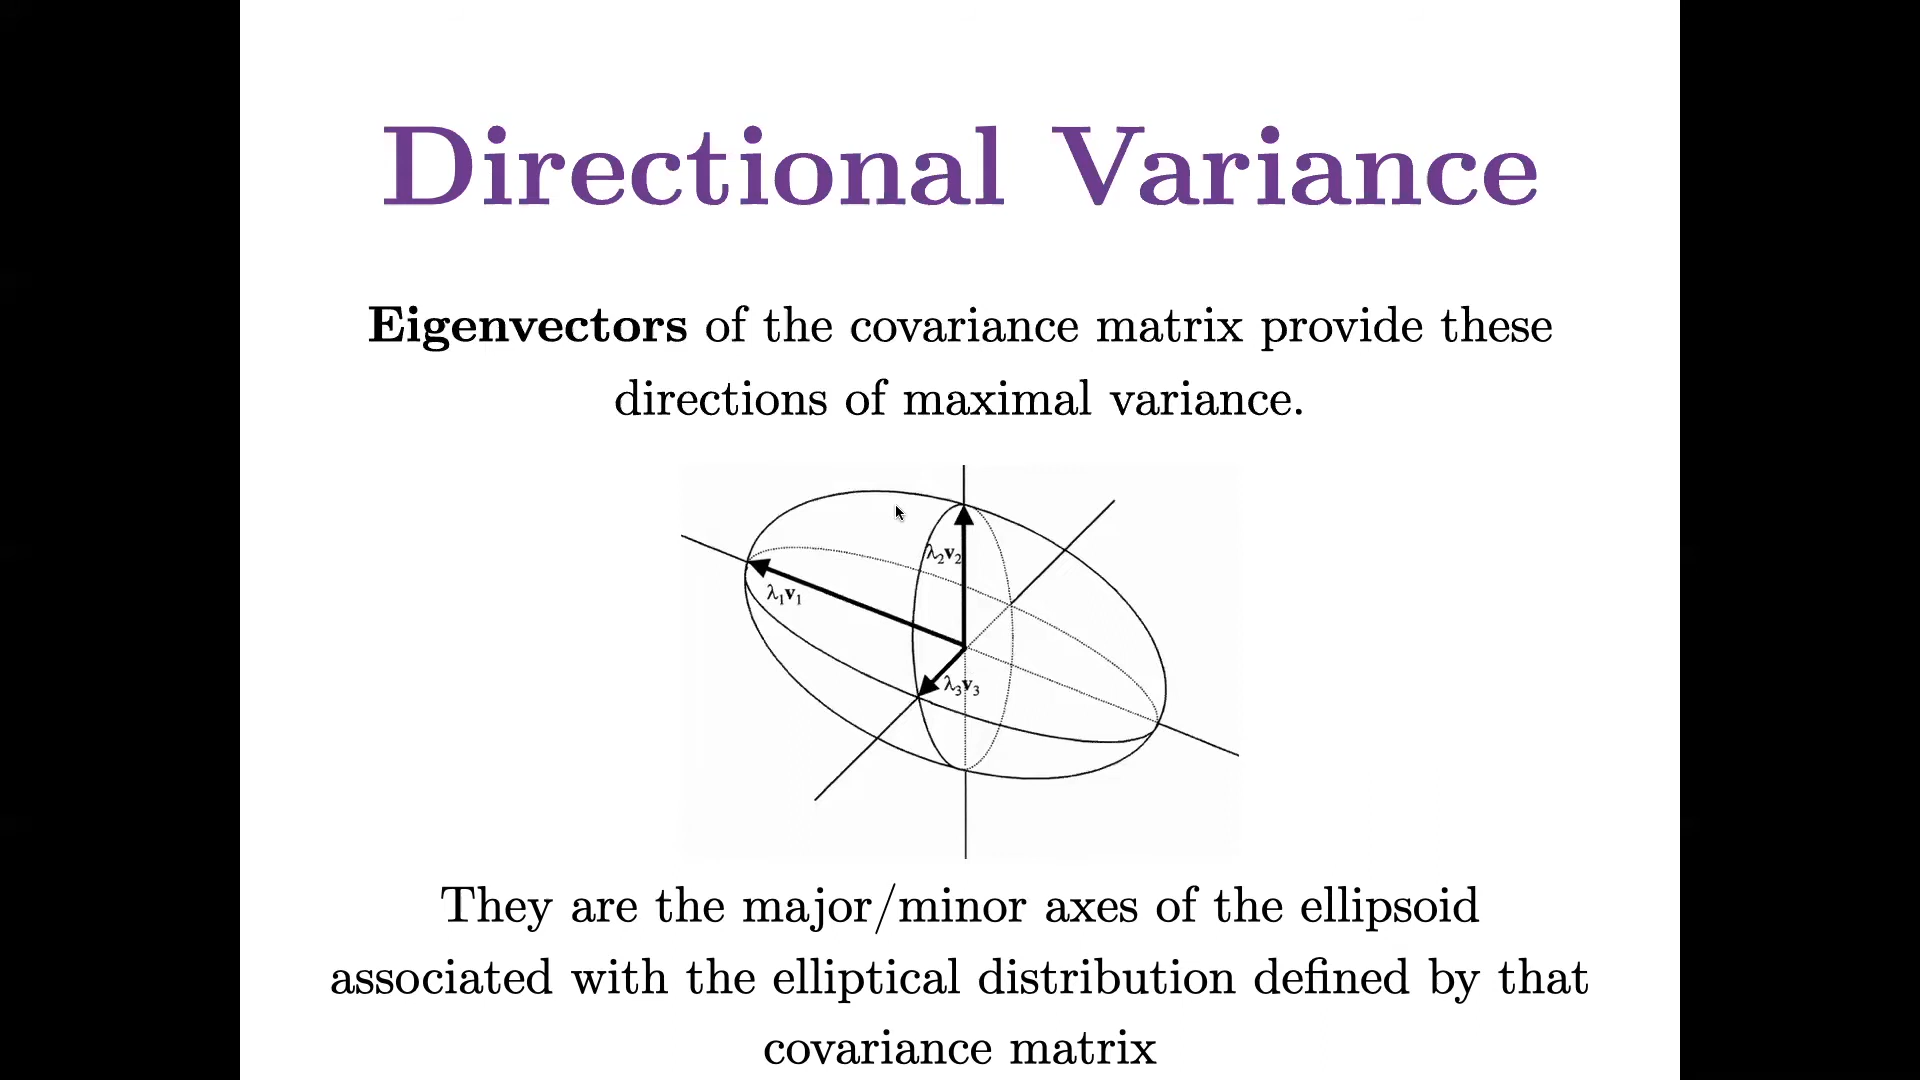 Directional Variance
Eigenvectors of the covariance matrix provide these
directions of maximal variance.
λ₂v₂
λ₁v₁
λ₃v₃
They are the major/minor axes of the ellipsoid
associated with the elliptical distribution defined by that
covariance matrix